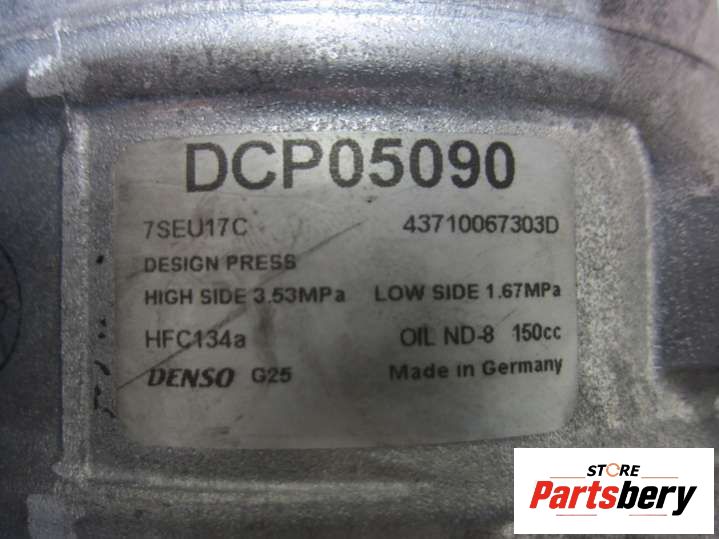 DCP05090
7SEU17C 43710067303D
DESIGN PRESS
HIGH SIDE 3.53MPa LOW SIDE 1.67MPa
HFC134a OIL ND-8 150cc
DENSO G25 Made in Germany
STORE
Partsbery